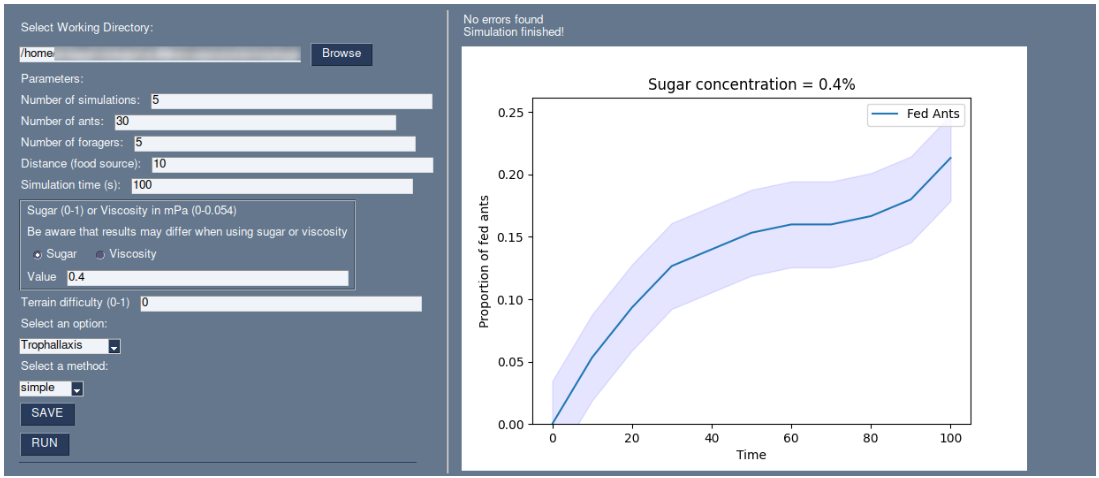 Select Working Directory:
/home/
Browse
Parameters:
Number of simulations: 5
Number of ants: 30
Number of foragers: 5
Distance (food source): 10
Simulation time (s): 100
Sugar (0-1) or Viscosity in mPa (0-0.054)
Be aware that results may differ when using sugar or viscosity
Sugar Viscosity
Value 0.4
Terrain difficulty (0-1) 0
Select an option:
Trophallaxis
Select a method:
simple
SAVE
RUN
No errors found
Simulation finished!
Sugar concentration = 0.4%
Fed Ants
Proportion of fed ants
0.25
0.20
0.15
0.10
0.05
0.00
0 20 40 60 80 100
Time